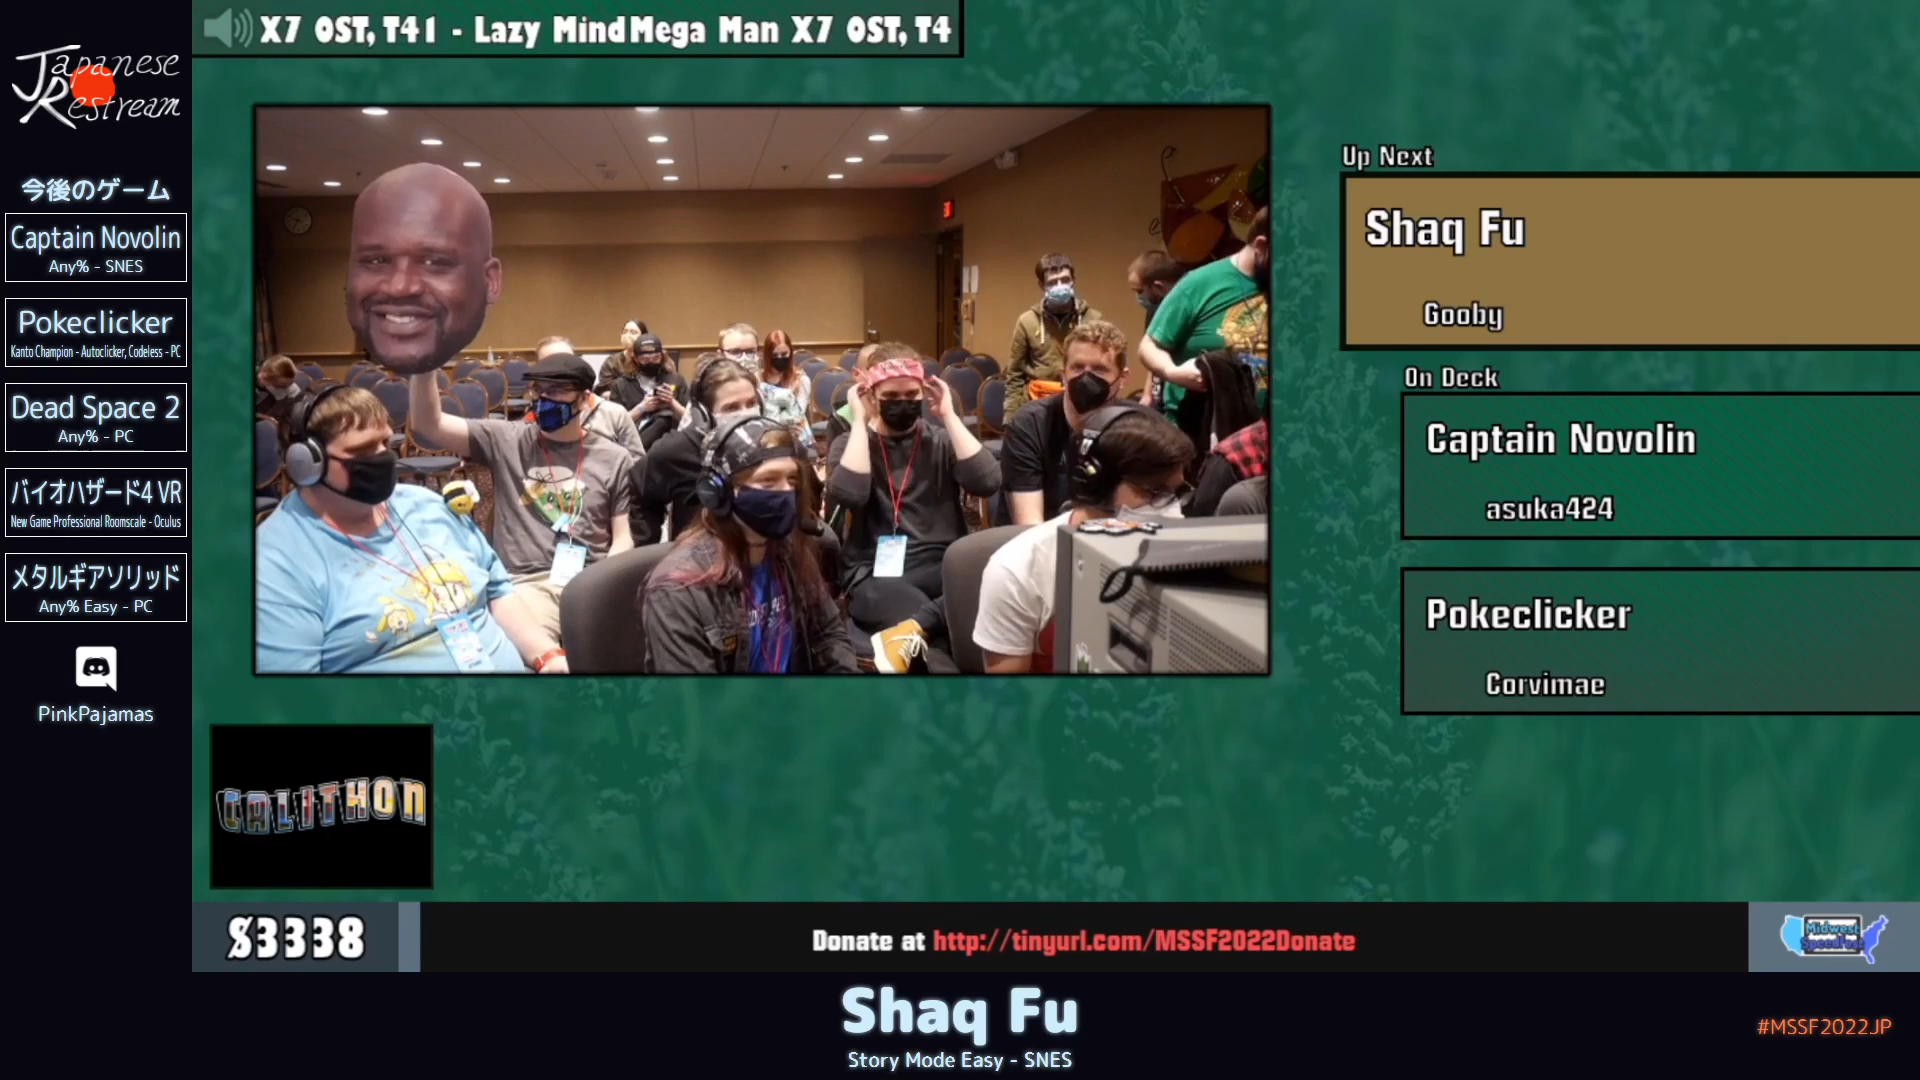 Japanese
Restream
今後のゲーム
Captain Novolin
Any% - SNES
Pokeclicker
Kanto Champion - Autoclicker, Codeless - PC
Dead Space 2
Any% - PC
バイオハザード4 VR
New Game Professional Roomscale - Oculus
メタルギアソリッド
Any% Easy - PC
PinkPajamas
X7 OST, T41 - Lazy Mind Mega Man X7 OST, T4
Up Next
Shaq Fu
Gooby
On Deck
Captain Novolin
asuka424
Pokeclicker
Corvimae
CALITHON
$3338
Donate at http://tinyurl.com/MSSF2022Donate
Midwest
SpeedFest
Shaq Fu
Story Mode Easy - SNES
#MSSF2022JP